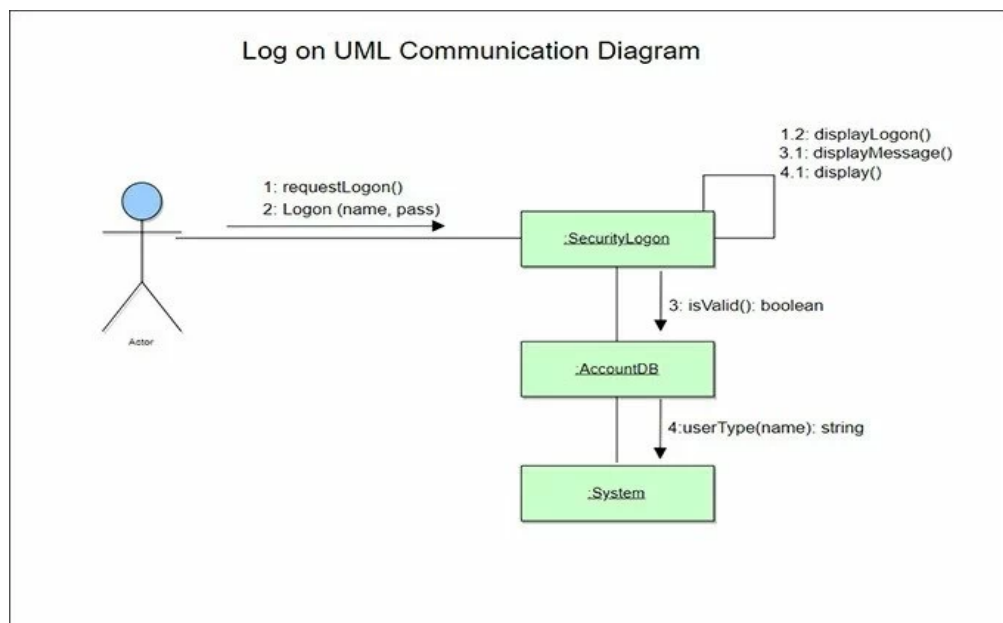 Log on UML Communication Diagram
1.2: displayLogon()
3.1: displayMessage()
4.1: display()
1: requestLogon()
2: Logon (name, pass)
:SecurityLogon
3: isValid(): boolean
Actor
:AccountDB
4:userType(name): string
:System